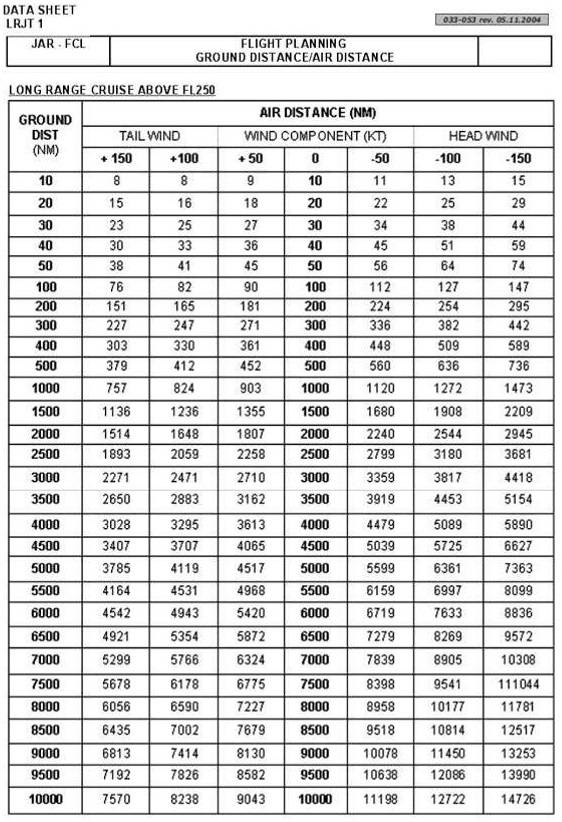 DATA SHEET
LRJT 1
033-053 rev. 05.11.2004
JAR - FCL FLIGHT PLANNING
GROUND DISTANCE/AIR DISTANCE
LONG RANGE CRUISE ABOVE FL250
GROUND DIST (NM) AIR DISTANCE (NM)
TAIL WIND WIND COMPONENT (KT) HEAD WIND
+ 150 +100 + 50 0 -50 -100 -150
10 8 8 9 10 11 13 15
20 15 16 18 20 22 25 29
30 23 25 27 30 34 38 44
40 30 33 36 40 45 51 59
50 38 41 45 50 56 64 74
100 76 82 90 100 112 127 147
200 151 165 181 200 224 254 295
300 227 247 271 300 336 382 442
400 303 330 361 400 448 509 589
500 379 412 452 500 560 636 736
1000 757 824 903 1000 1120 1272 1473
1500 1136 1236 1355 1500 1680 1908 2209
2000 1514 1648 1807 2000 2240 2544 2945
2500 1893 2059 2258 2500 2799 3180 3681
3000 2271 2471 2710 3000 3359 3817 4418
3500 2650 2883 3162 3500 3919 4453 5154
4000 3028 3295 3613 4000 4479 5089 5890
4500 3407 3707 4065 4500 5039 5725 6627
5000 3785 4119 4517 5000 5599 6361 7363
5500 4164 4531 4968 5500 6159 6997 8099
6000 4542 4943 5420 6000 6719 7633 8836
6500 4921 5354 5872 6500 7279 8269 9572
7000 5299 5766 6324 7000 7839 8905 10308
7500 5678 6178 6775 7500 8398 9541 111044
8000 6056 6590 7227 8000 8958 10177 11781
8500 6435 7002 7679 8500 9518 10814 12517
9000 6813 7414 8130 9000 10078 11450 13253
9500 7192 7826 8582 9500 10638 12086 13990
10000 7570 8238 9043 10000 11198 12722 14726